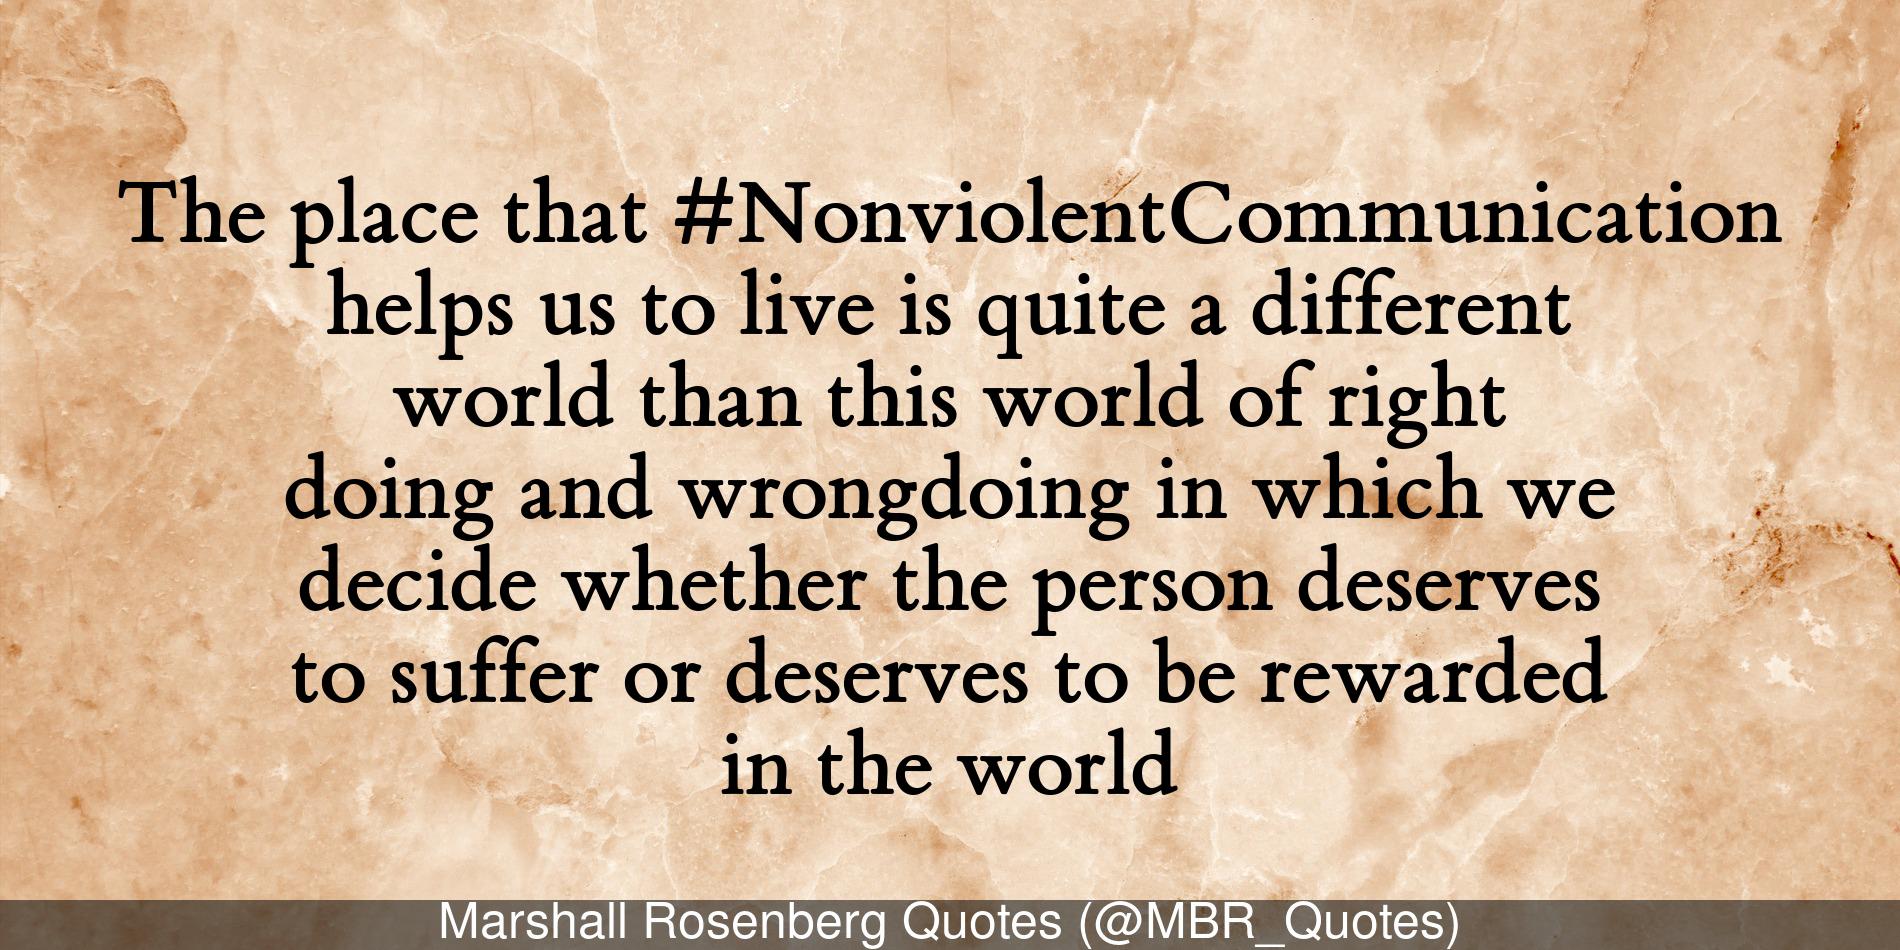 The place that #NonviolentCommunication
helps us to live is quite a different
world than this world of right
doing and wrongdoing in which we
decide whether the person deserves
to suffer or deserves to be rewarded
in the world
Marshall Rosenberg Quotes (@MBR_Quotes)